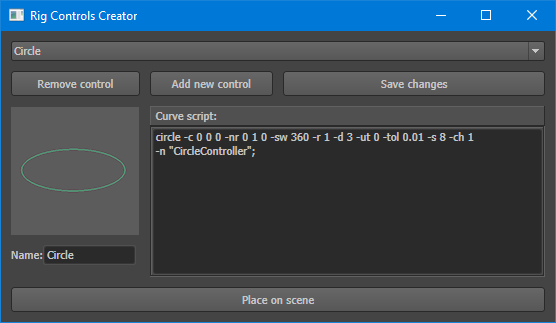 Rig Controls Creator
Circle
Remove control
Add new control
Save changes
Curve script:
circle -c 0 0 0 -nr 0 1 0 -sw 360 -r 1 -d 3 -ut 0 -tol 0.01 -s 8 -ch 1
-n "CircleController";
Name: Circle
Place on scene